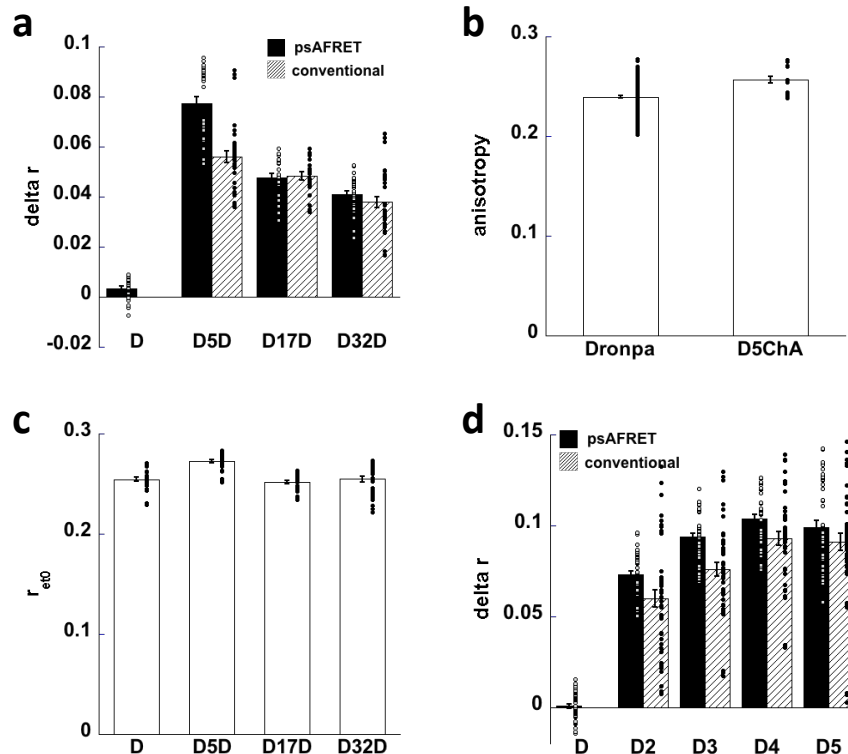 a
0.1
0.08
0.06
0.04
0.02
0
-0.02
delta r
psAFRET
conventional
D D5D D17D D32D
b
0.3
0.2
0.1
0
anisotropy
Dronpa D5ChA
c
0.3
0.2
0.1
0
r_et0
D D5D D17D D32D
d
0.15
0.1
0.05
0
delta r
psAFRET
conventional
D D2 D3 D4 D5